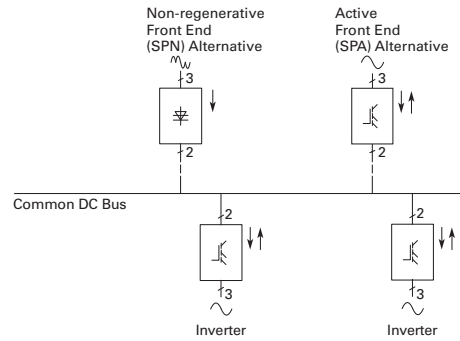 Non-regenerative
Front End
(SPN) Alternative
Active
Front End
(SPA) Alternative
3
3
2
2
Common DC Bus
2
2
3
3
Inverter
Inverter